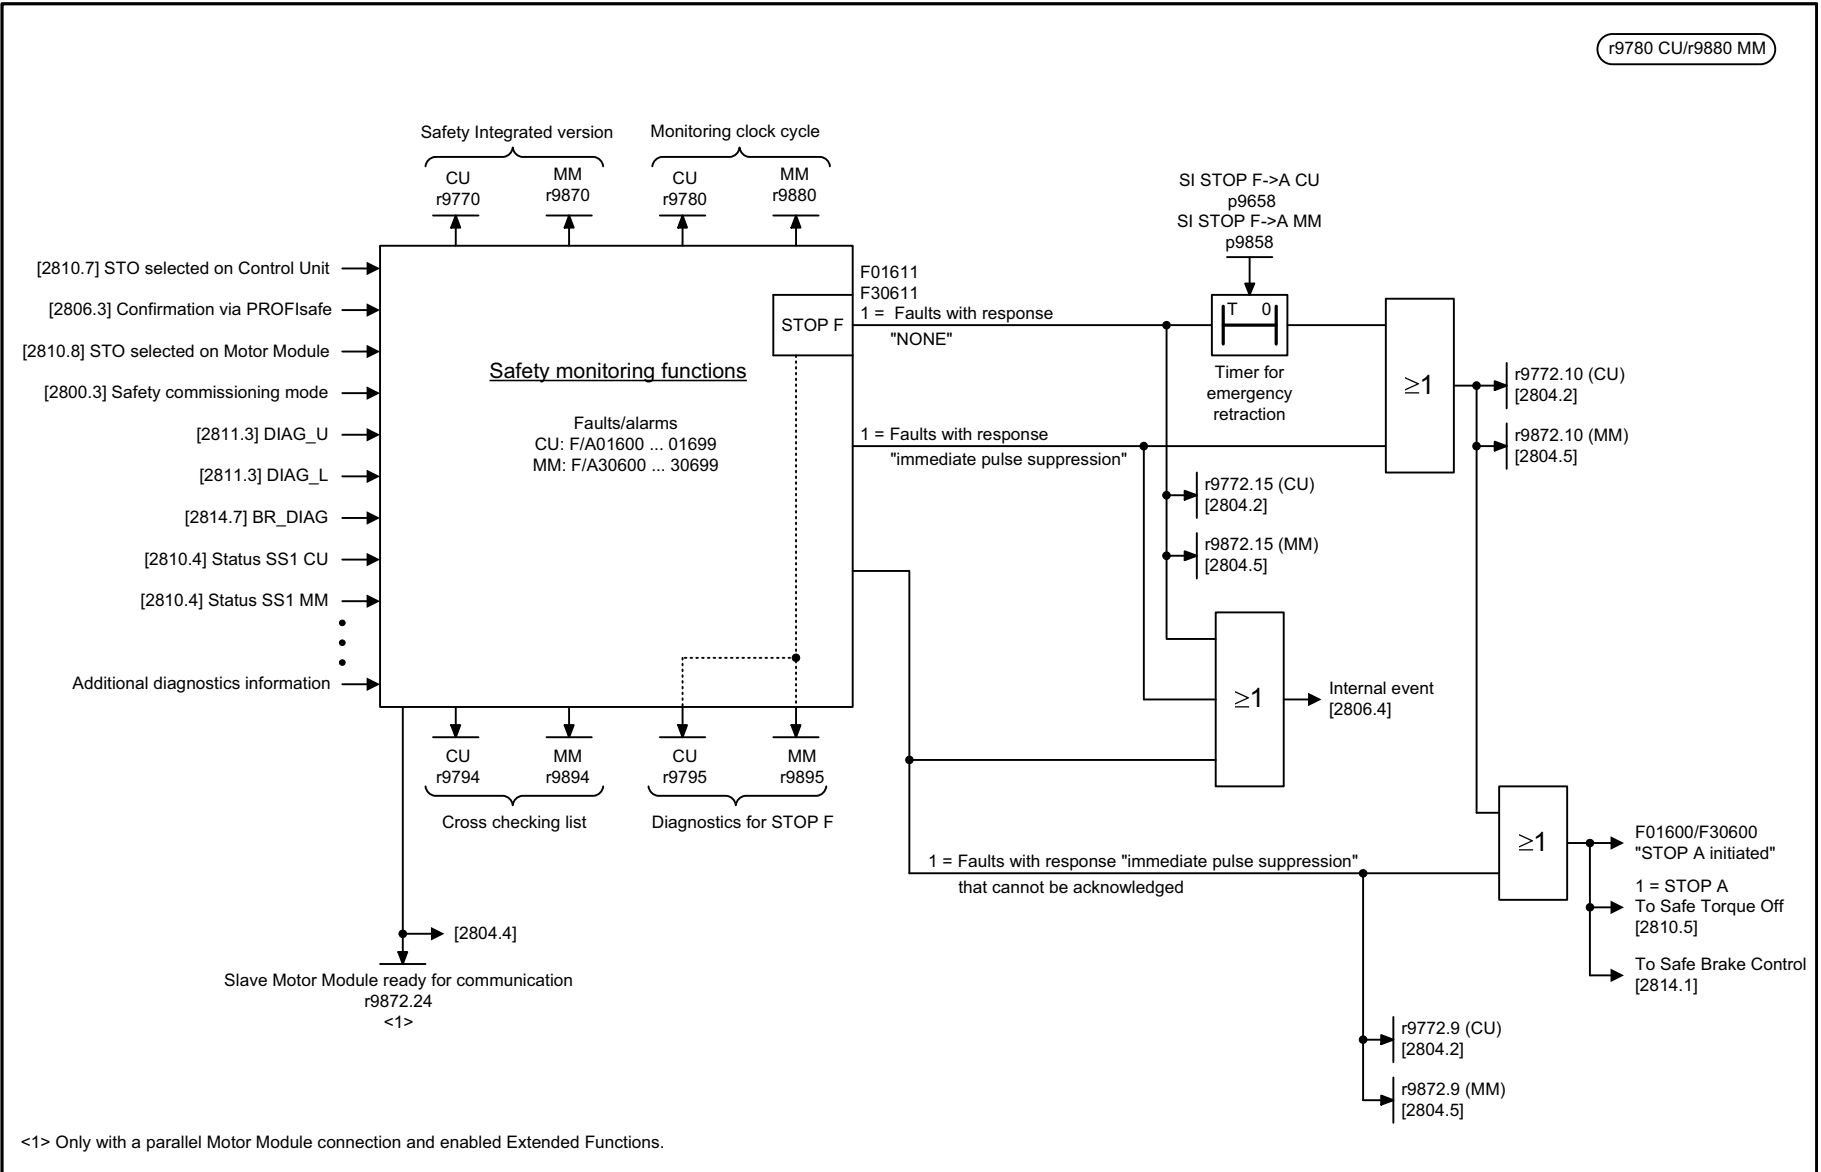 r9780 CU/r9880 MM
Safety Integrated version
Monitoring clock cycle
CU
r9770
MM
r9870
CU
r9780
MM
r9880
SI STOP F->A CU
p9658
SI STOP F->A MM
p9858
[2810.7] STO selected on Control Unit
[2806.3] Confirmation via PROFIsafe
[2810.8] STO selected on Motor Module
[2800.3] Safety commissioning mode
[2811.3] DIAG_U
[2811.3] DIAG_L
[2814.7] BR_DIAG
[2810.4] Status SS1 CU
[2810.4] Status SS1 MM
Additional diagnostics information
Safety monitoring functions
Faults/alarms
CU: F/A01600 ... 01699
MM: F/A30600 ... 30699
STOP F
F01611
F30611
1 = Faults with response
"NONE"
T 0
Timer for
emergency
retraction
≥1
r9772.10 (CU)
[2804.2]
r9872.10 (MM)
[2804.5]
1 = Faults with response
"immediate pulse suppression"
r9772.15 (CU)
[2804.2]
r9872.15 (MM)
[2804.5]
≥1
Internal event
[2806.4]
CU
r9794
MM
r9894
Cross checking list
CU
r9795
MM
r9895
Diagnostics for STOP F
1 = Faults with response "immediate pulse suppression"
that cannot be acknowledged
≥1
F01600/F30600
"STOP A initiated"
1 = STOP A
To Safe Torque Off
[2810.5]
To Safe Brake Control
[2814.1]
[2804.4]
Slave Motor Module ready for communication
r9872.24
<1>
r9772.9 (CU)
[2804.2]
r9872.9 (MM)
[2804.5]
<1> Only with a parallel Motor Module connection and enabled Extended Functions.